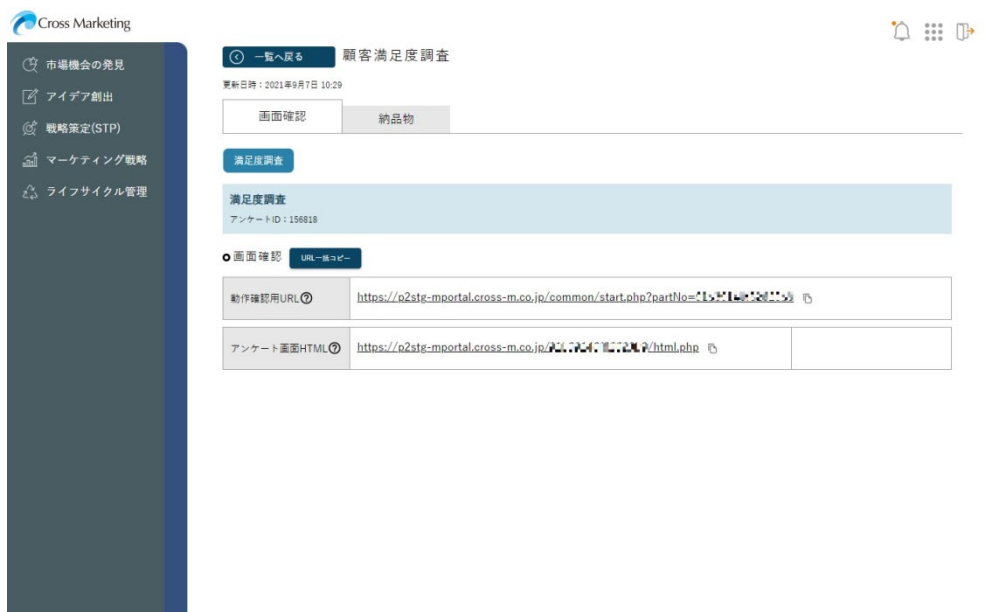 Cross Marketing
市場機会の発見
アイデア創出
戦略策定(STP)
マーケティング戦略
ライフサイクル管理
一覧へ戻る
顧客満足度調査
更新日時：2021年9月7日 10:29
画面確認
納品物
満足度調査
満足度調査
アンケートID：156818
画面確認
URL一括コピー
動作確認用URL?
https://p2stg-mportal.cross-m.co.jp/common/start.php?partNo=
アンケート画面HTML?
https://p2stg-mportal.cross-m.co.jp/ /html.php